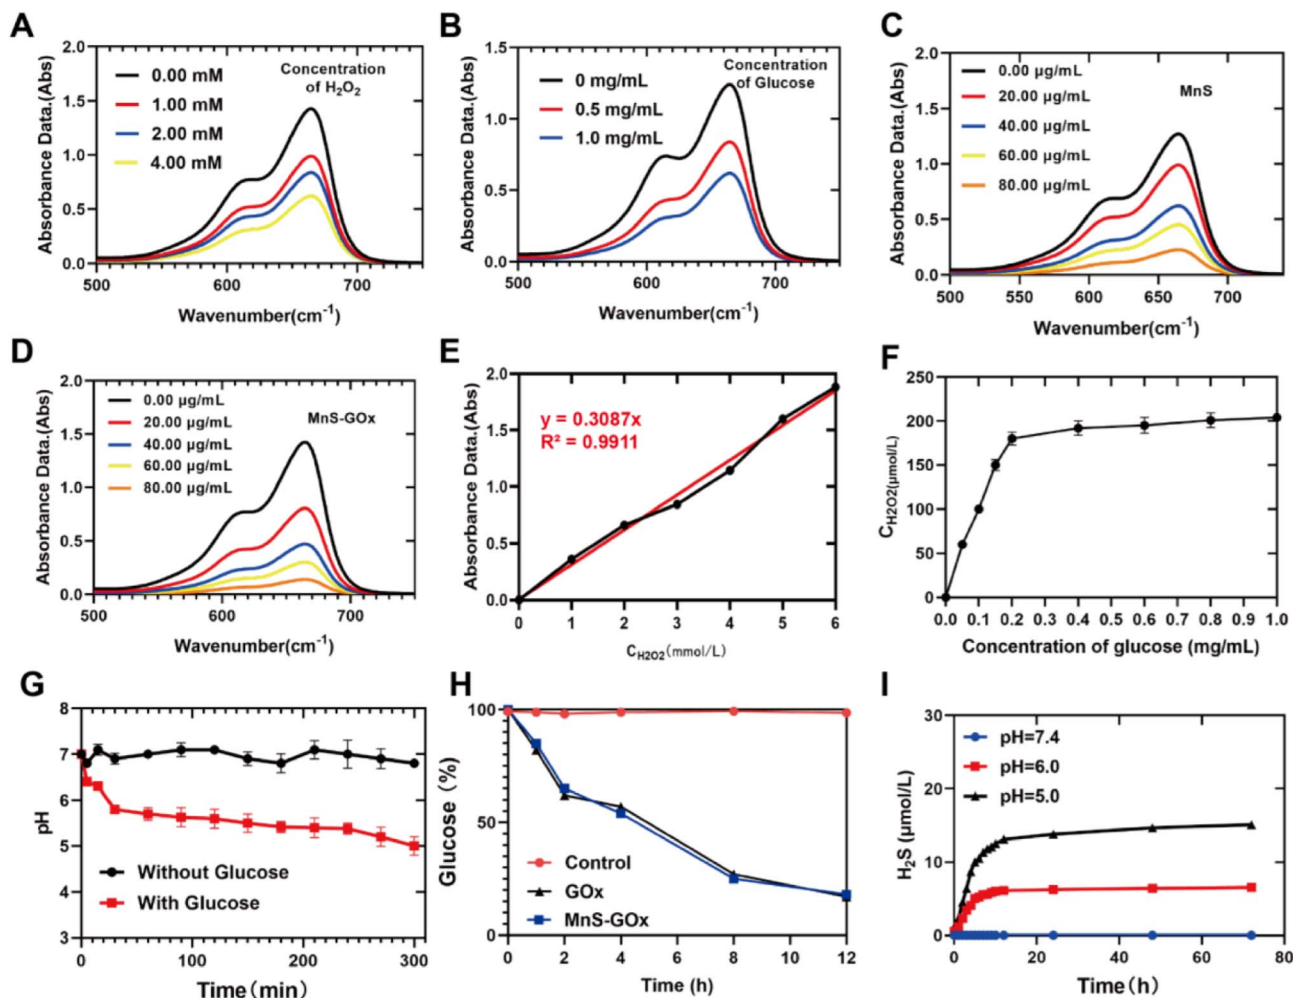 A
Absorbance Data.(Abs)
2.0
1.5
1.0
0.5
0.0
0.00 mM
1.00 mM
2.00 mM
4.00 mM
Concentration
of H₂O₂
500
600
700
Wavenumber(cm⁻¹)
B
Absorbance Data.(Abs)
1.5
1.0
0.5
0.0
0 mg/mL
0.5 mg/mL
1.0 mg/mL
Concentration
of Glucose
500
600
700
Wavenumber(cm⁻¹)
C
Absorbance Data.(Abs)
2.0
1.5
1.0
0.5
0.0
0.00 µg/mL
20.00 µg/mL
40.00 µg/mL
60.00 µg/mL
80.00 µg/mL
MnS
500
550
600
650
700
Wavenumber(cm⁻¹)
D
Absorbance Data.(Abs)
2.0
1.5
1.0
0.5
0.0
0.00 µg/mL
20.00 µg/mL
40.00 µg/mL
60.00 µg/mL
80.00 µg/mL
MnS-GOx
500
600
700
Wavenumber(cm⁻¹)
E
Absorbance Data.(Abs)
2.0
1.5
1.0
0.5
0.0
y = 0.3087x
R² = 0.9911
0
1
2
3
4
5
6
C_H2O2(mmol/L)
F
C_H2O2(µmol/L)
250
200
150
100
50
0
0.0
0.1
0.2
0.3
0.4
0.5
0.6
0.7
0.8
0.9
1.0
Concentration of glucose (mg/mL)
G
pH
8
7
6
5
4
3
Without Glucose
With Glucose
0
100
200
300
Time(min)
H
Glucose (%)
100
50
0
Control
GOx
MnS-GOx
0
2
4
6
8
10
12
Time (h)
I
H₂S (µmol/L)
30
20
10
0
pH=7.4
pH=6.0
pH=5.0
0
20
40
60
80
Time(h)